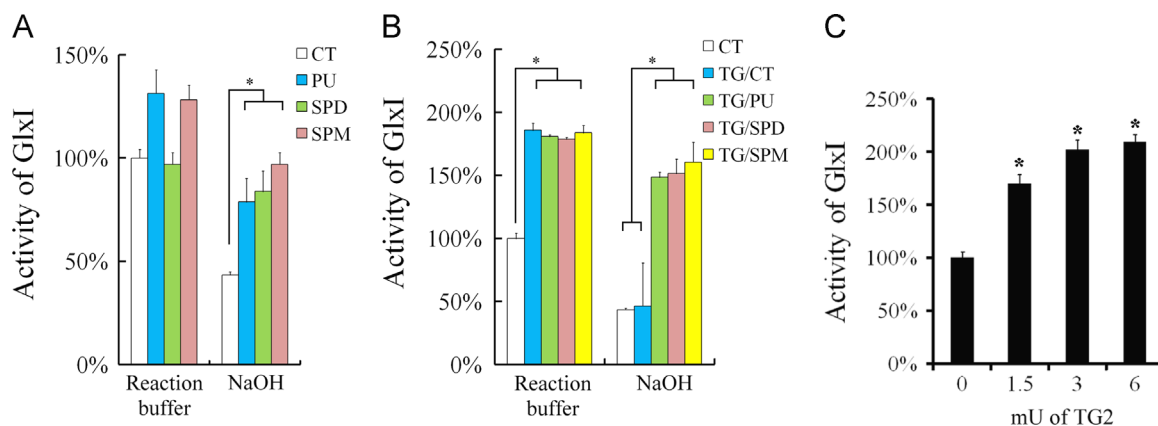 A
Activity of GlxI
150%
100%
50%
0%
Reaction
buffer
NaOH
*
CT
PU
SPD
SPM
B
Activity of GlxI
250%
200%
150%
100%
50%
0%
Reaction
buffer
NaOH
*
*
CT
TG/CT
TG/PU
TG/SPD
TG/SPM
C
Activity of GlxI
250%
200%
150%
100%
50%
0%
*
*
*
0 1.5 3 6
mU of TG2